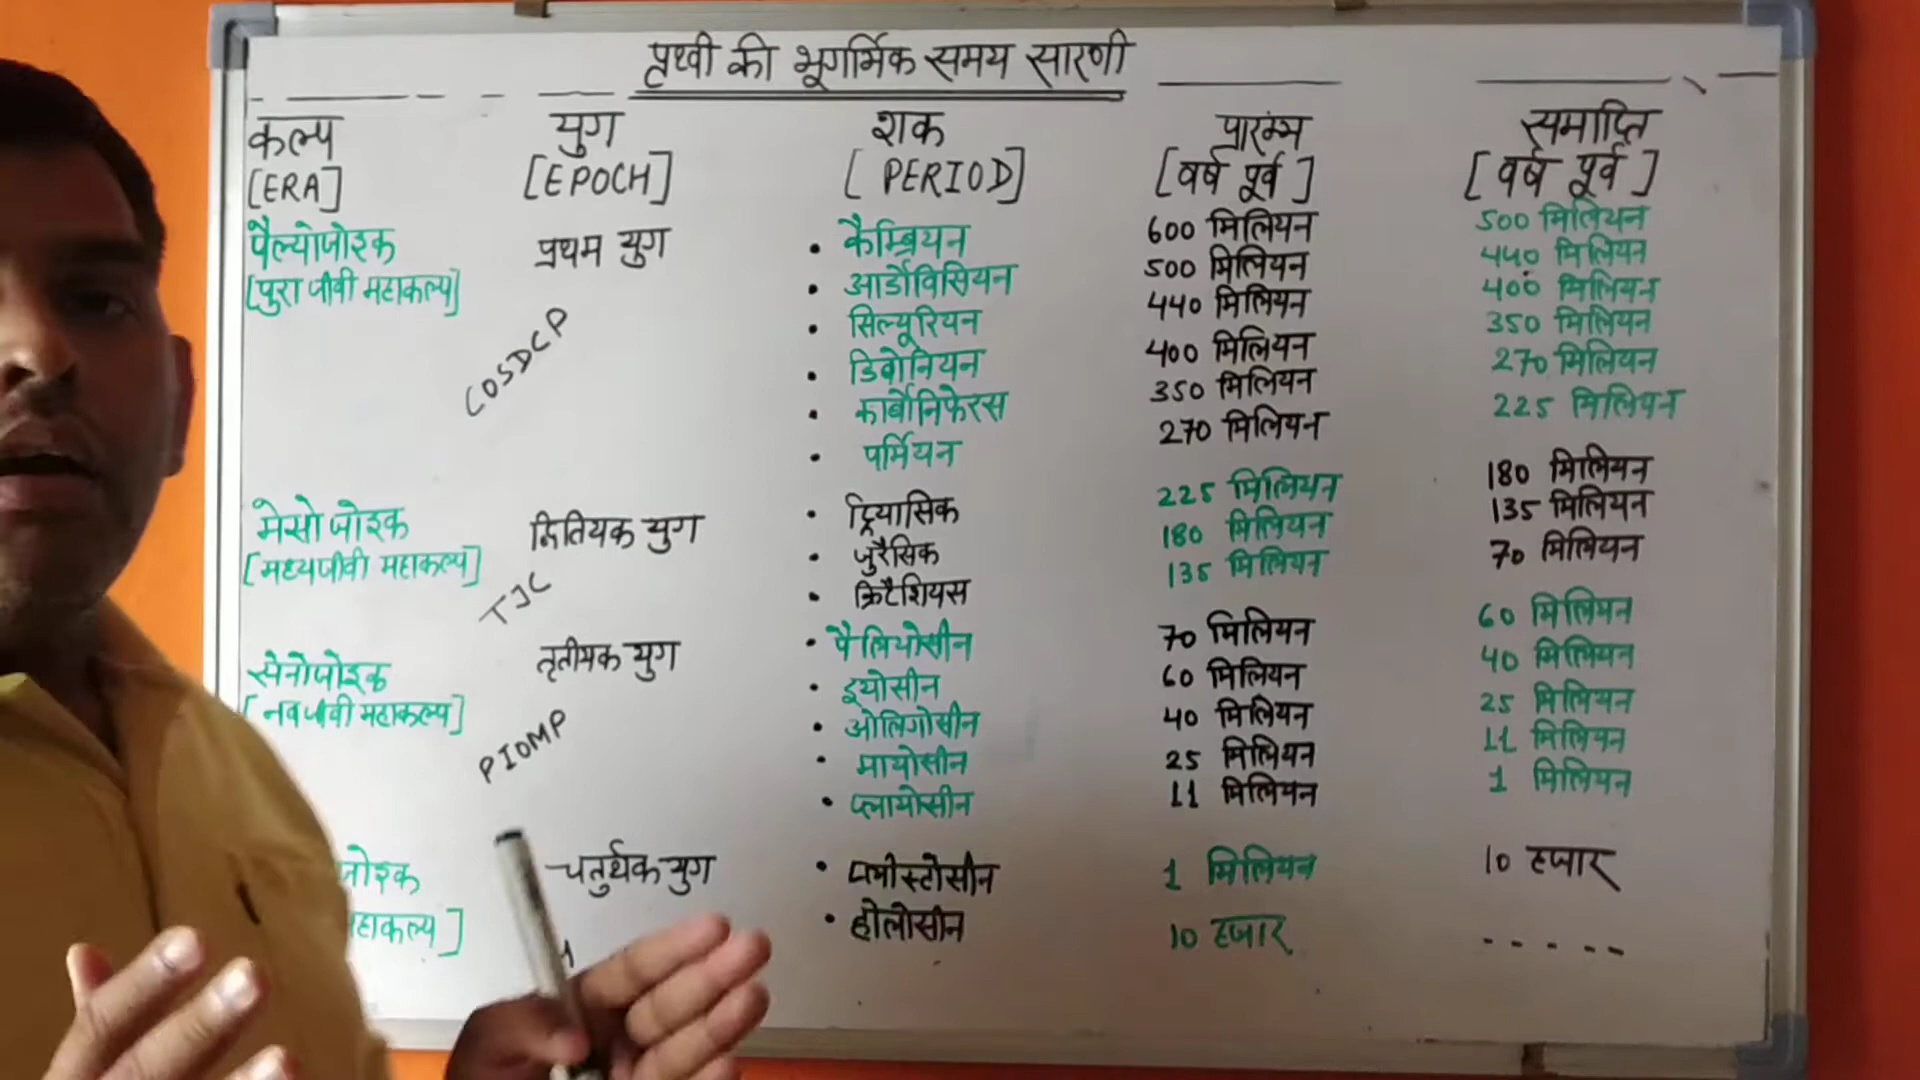 पृथ्वी की भूगर्भिक समय सारणी
कल्प युग शक प्रारम्भ समाप्ति
[ERA] [EPOCH] [PERIOD] [वर्ष पूर्व] [वर्ष पूर्व]
पैल्योजोइक प्रथम युग • कैम्ब्रियन 600 मिलियन 500 मिलियन
[पुरा जीवी महाकल्प] • आर्डोविसियन 500 मिलियन 440 मिलियन
• सिल्यूरियन 440 मिलियन 400 मिलियन
COSDCP • डिवोनियन 400 मिलियन 350 मिलियन
• कार्बोनिफेरस 350 मिलियन 270 मिलियन
• पर्मियन 270 मिलियन 225 मिलियन
मेसोजोइक द्वितियक युग • ट्रियासिक 225 मिलियन 180 मिलियन
[मध्यजीवी महाकल्प] • जुरैसिक 180 मिलियन 135 मिलियन
TJC • क्रिटैशियस 135 मिलियन 70 मिलियन
सेनोजोइक तृतीयक युग • पैलियोसीन 70 मिलियन 60 मिलियन
[नवजीवी महाकल्प] • इयोसीन 60 मिलियन 40 मिलियन
• ओलिगोसीन 40 मिलियन 25 मिलियन
PIOMP • मायोसीन 25 मिलियन 11 मिलियन
• प्लायोसीन 11 मिलियन 1 मिलियन
जोइक चतुर्थक युग • प्लीस्टोसीन 1 मिलियन 10 हजार
महाकल्प] • होलोसीन 10 हजार -----